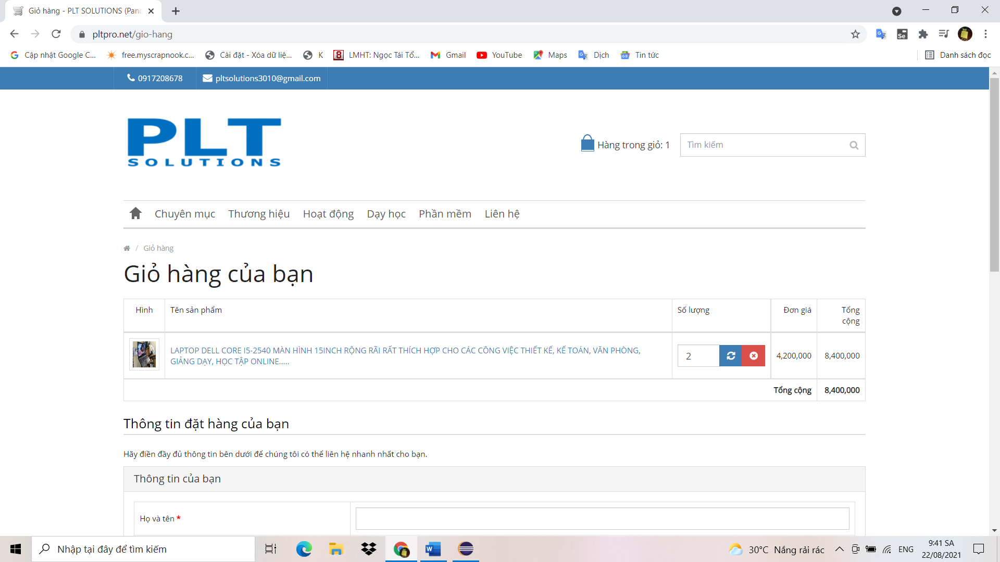 Giỏ hàng - PLT SOLUTIONS (Panc
pltpro.net/gio-hang
Cập nhật Google C... free.myscrapnook.c... Cài đặt - Xóa dữ liệ... K LMHT: Ngọc Tái Tổ... Gmail YouTube Maps Dịch Tin tức Danh sách đọc
0917208678 pltsolutions3010@gmail.com
PLT
SOLUTIONS
Hàng trong giỏ: 1 Tìm kiếm
Chuyên mục Thương hiệu Hoạt động Dạy học Phần mềm Liên hệ
/ Giỏ hàng
Giỏ hàng của bạn
Hình Tên sản phẩm Số lượng Đơn giá Tổng cộng
LAPTOP DELL CORE I5-2540 MÀN HÌNH 15INCH RỘNG RÃI RẤT THÍCH HỢP CHO CÁC CÔNG VIỆC THIẾT KẾ, KẾ TOÁN, VĂN PHÒNG,
GIẢNG DẠY, HỌC TẬP ONLINE.....
2 4,200,000 8,400,000
Tổng cộng 8,400,000
Thông tin đặt hàng của bạn
Hãy điền đầy đủ thông tin bên dưới để chúng tôi có thể liên hệ nhanh nhất cho bạn.
Thông tin của bạn
Họ và tên *
Nhập tại đây để tìm kiếm
30°C Nắng rải rác ENG
9:41 SA
22/08/2021